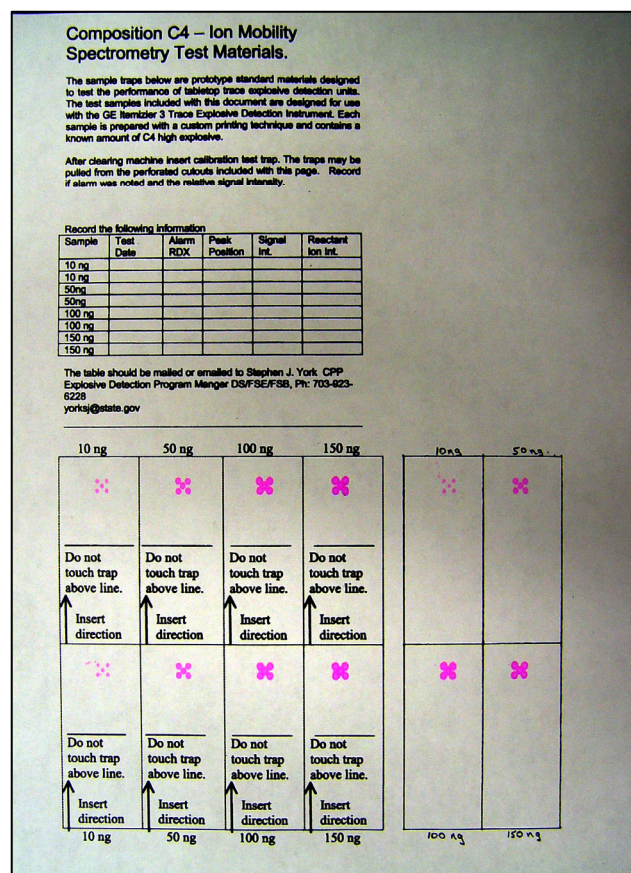 Composition C4 – Ion Mobility
Spectrometry Test Materials.
The sample traps below are prototype standard materials designed
to test the performance of tabletop trace explosive detection units.
The test samples included with this document are designed for use
with the GE Itemizier 3 Trace Explosive Detection Instrument. Each
sample is prepared with a custom printing technique and contains a
known amount of C4 high explosive.
After clearing machine insert calibration test trap. The traps may be
pulled from the perforated cutouts included with this page. Record
if alarm was noted and the relative signal intensity.
Record the following information
Sample Test Alarm Peak Signal Reactant
Date RDX Position Int. Ion Int.
10 ng
10 ng
50ng
50ng
100 ng
100 ng
150 ng
150 ng
The table should be mailed or emailed to Stephen J. York CPP
Explosive Detection Program Manger DS/FSE/FSB, Ph: 703-923-
6228
yorksj@state.gov
10 ng 50 ng 100 ng 150 ng 10ng 50 ng.
Do not Do not Do not Do not
touch trap touch trap touch trap touch trap
above line. above line. above line. above line.
Insert Insert Insert Insert
direction direction direction direction
Do not Do not Do not Do not
touch trap touch trap touch trap touch trap
above line. above line. above line. above line.
Insert Insert Insert Insert
direction direction direction direction
10 ng 50 ng 100 ng 150 ng 100 ng 150 ng